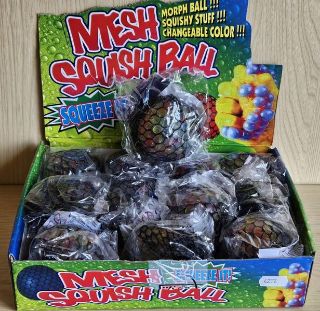 MESH
SQUISH BALL
MORPH BALL !!!
SQUISHY STUFF !!!
CHANGEABLE COLOR !!!
SQUEEZE IT!
MESH
SQUEEZE IT!
SQUISH BALL